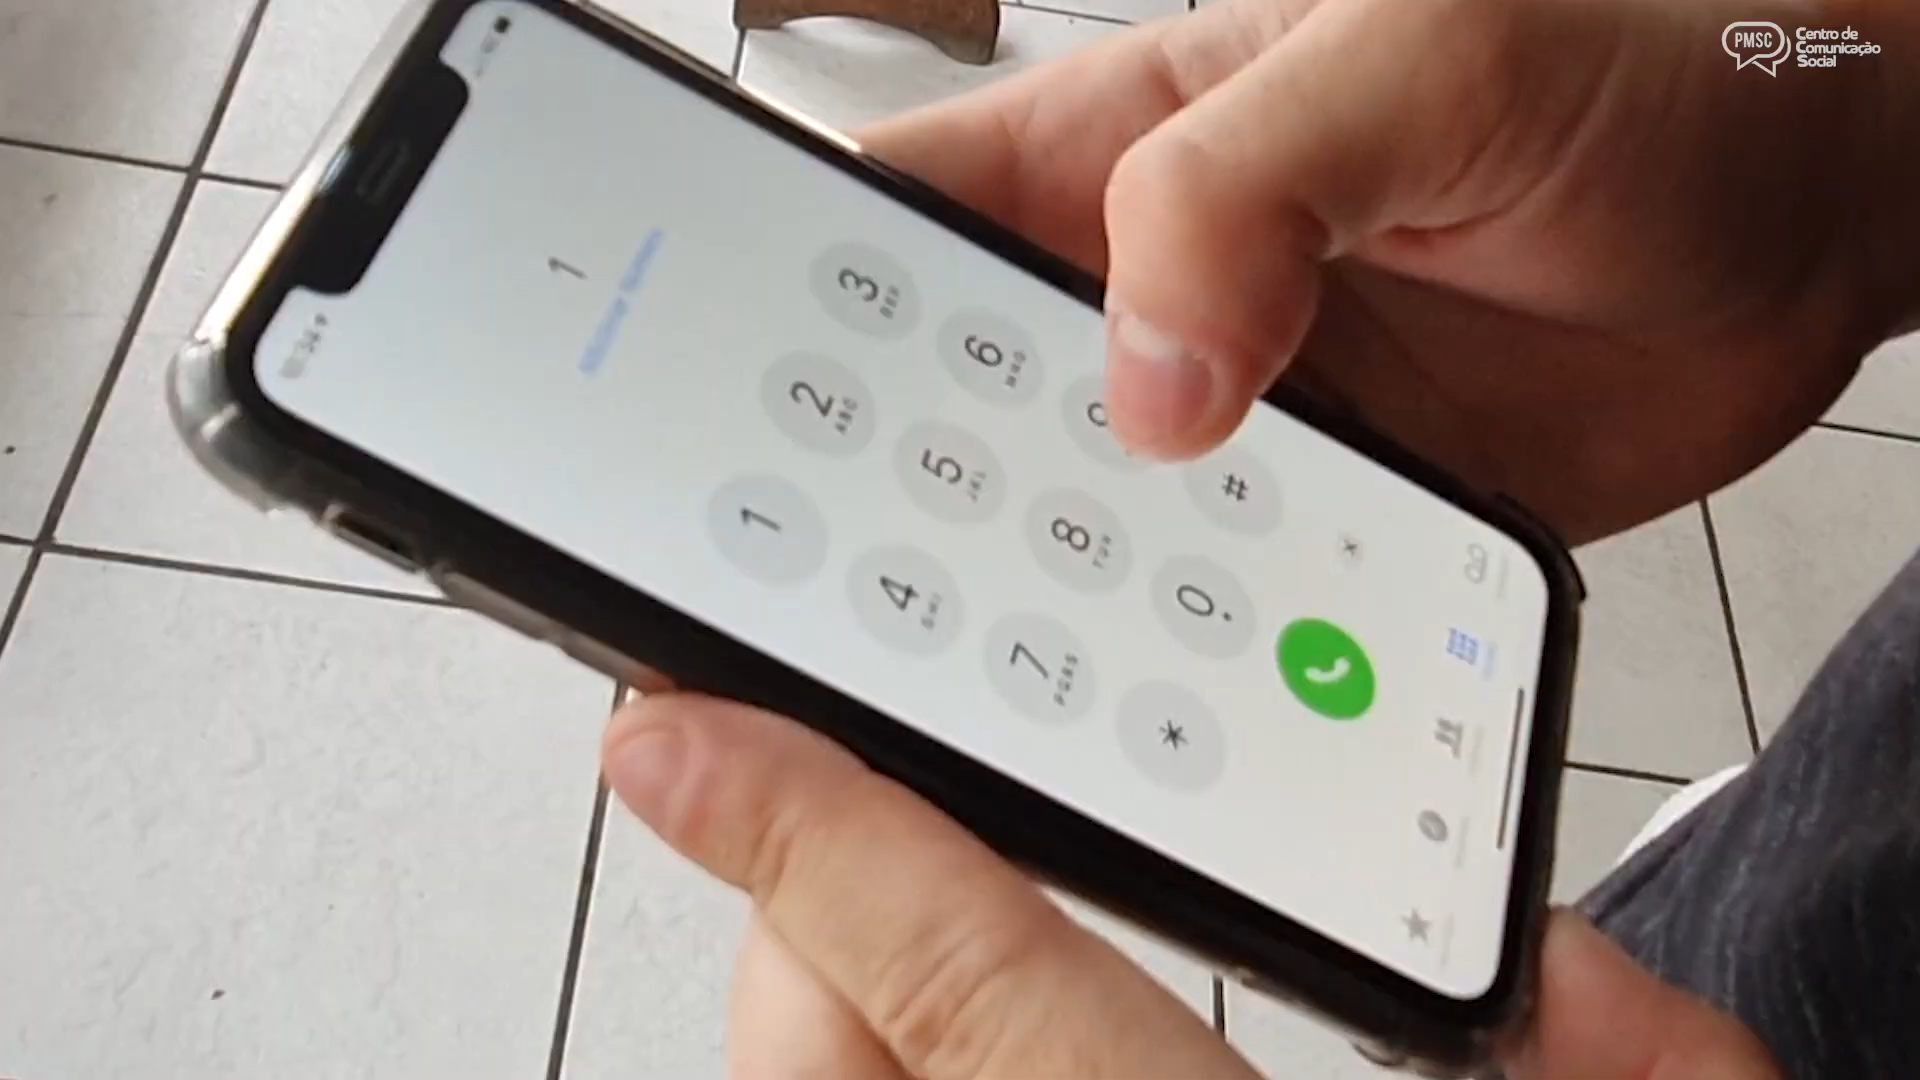 PMSC
Centro de
Comunicação
Social
1
1
2
ABC
3
DEF
4
GHI
5
JKL
6
MNO
7
PQRS
8
TUV
*
0
#